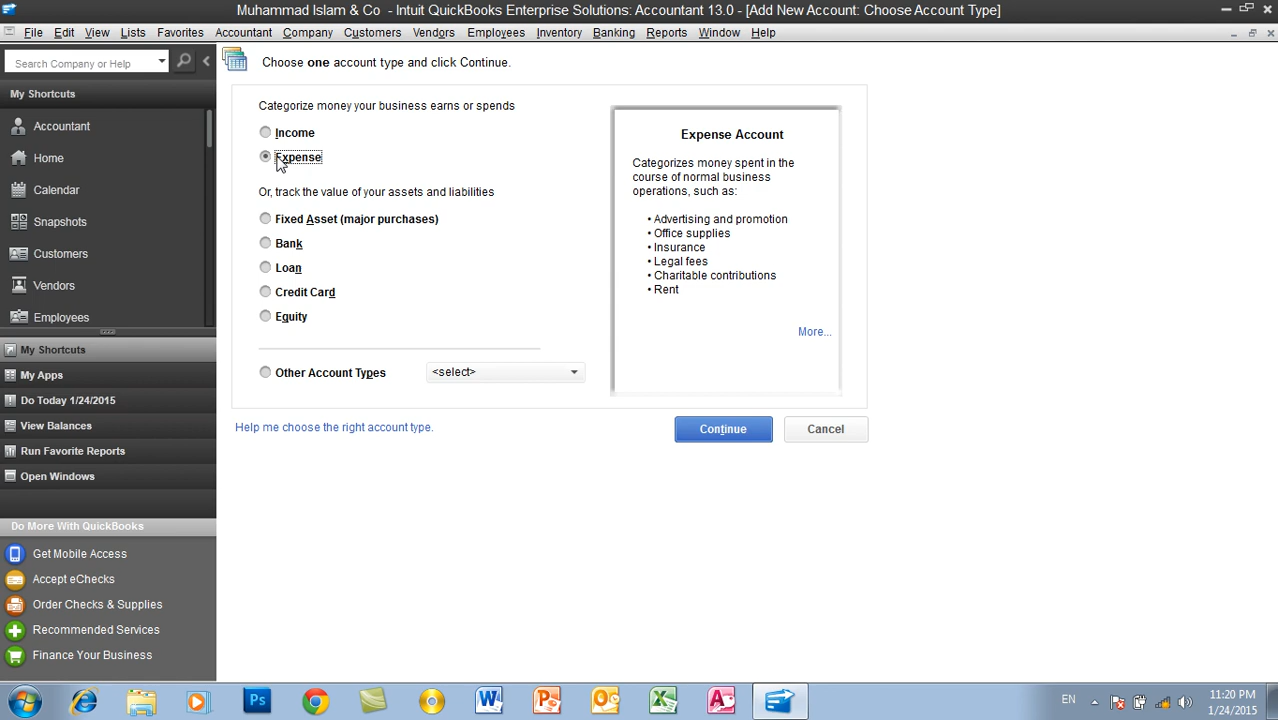 Muhammad Islam & Co - Intuit QuickBooks Enterprise Solutions: Accountant 13.0 - [Add New Account: Choose Account Type]
File Edit View Lists Favorites Accountant Company Customers Vendors Employees Inventory Banking Reports Window Help
Search Company or Help
My Shortcuts
Accountant
Home
Calendar
Snapshots
Customers
Vendors
Employees
My Shortcuts
My Apps
Do Today 1/24/2015
View Balances
Run Favorite Reports
Open Windows
Do More With QuickBooks
Get Mobile Access
Accept eChecks
Order Checks & Supplies
Recommended Services
Finance Your Business
Choose one account type and click Continue.
Categorize money your business earns or spends
Income
Expense
Or, track the value of your assets and liabilities
Fixed Asset (major purchases)
Bank
Loan
Credit Card
Equity
Other Account Types <select>
Expense Account
Categorizes money spent in the
course of normal business
operations, such as:
• Advertising and promotion
• Office supplies
• Insurance
• Legal fees
• Charitable contributions
• Rent
More...
Help me choose the right account type.
Continue
Cancel
Ps
EN
11:20 PM
1/24/2015